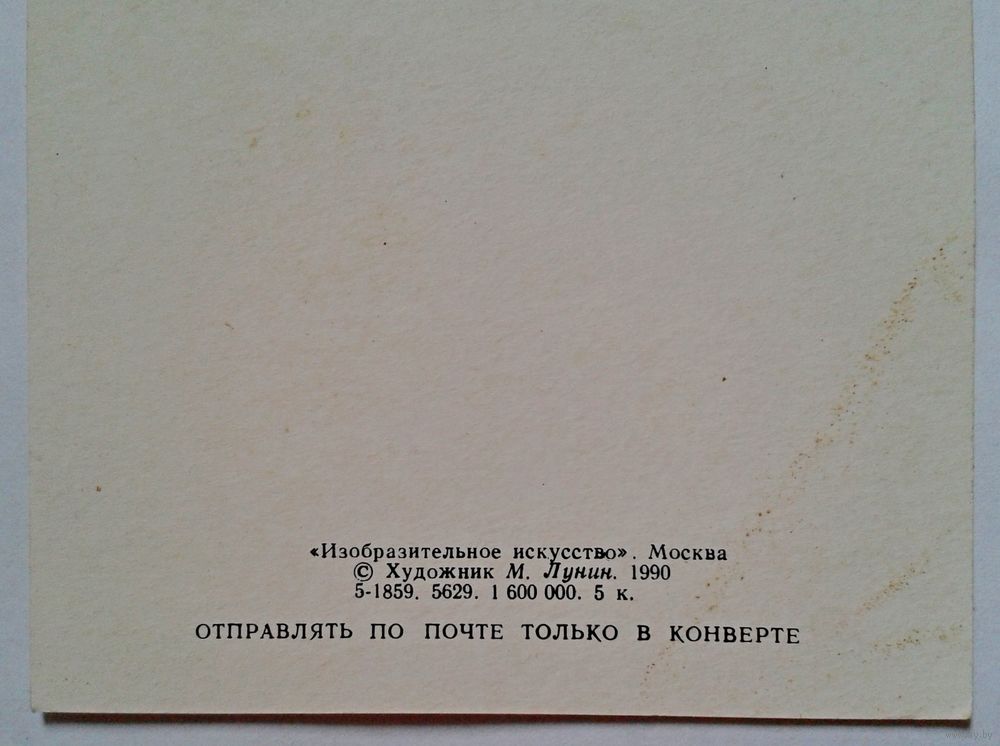 «Изобразительное искусство». Москва
© Художник М. Лунин. 1990
5-1859. 5629. 1 600 000. 5 к.
ОТПРАВЛЯТЬ ПО ПОЧТЕ ТОЛЬКО В КОНВЕРТЕ